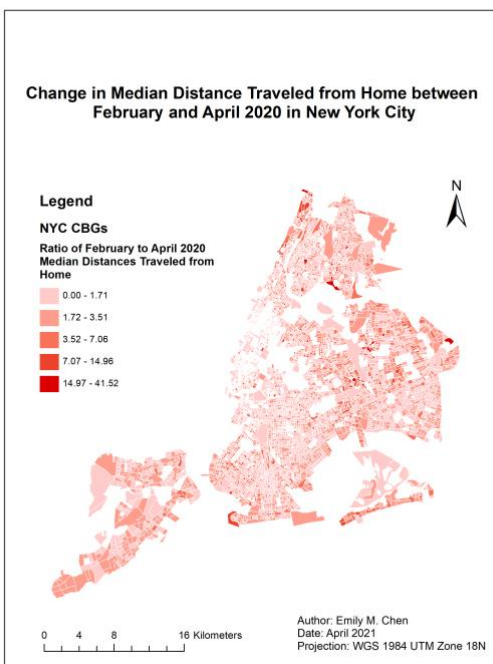 Change in Median Distance Traveled from Home between
February and April 2020 in New York City
N
Legend
NYC CBGs
Ratio of February to April 2020
Median Distances Traveled from
Home
0.00 - 1.71
1.72 - 3.51
3.52 - 7.06
7.07 - 14.96
14.97 - 41.52
0 4 8 16 Kilometers
Author: Emily M. Chen
Date: April 2021
Projection: WGS 1984 UTM Zone 18N